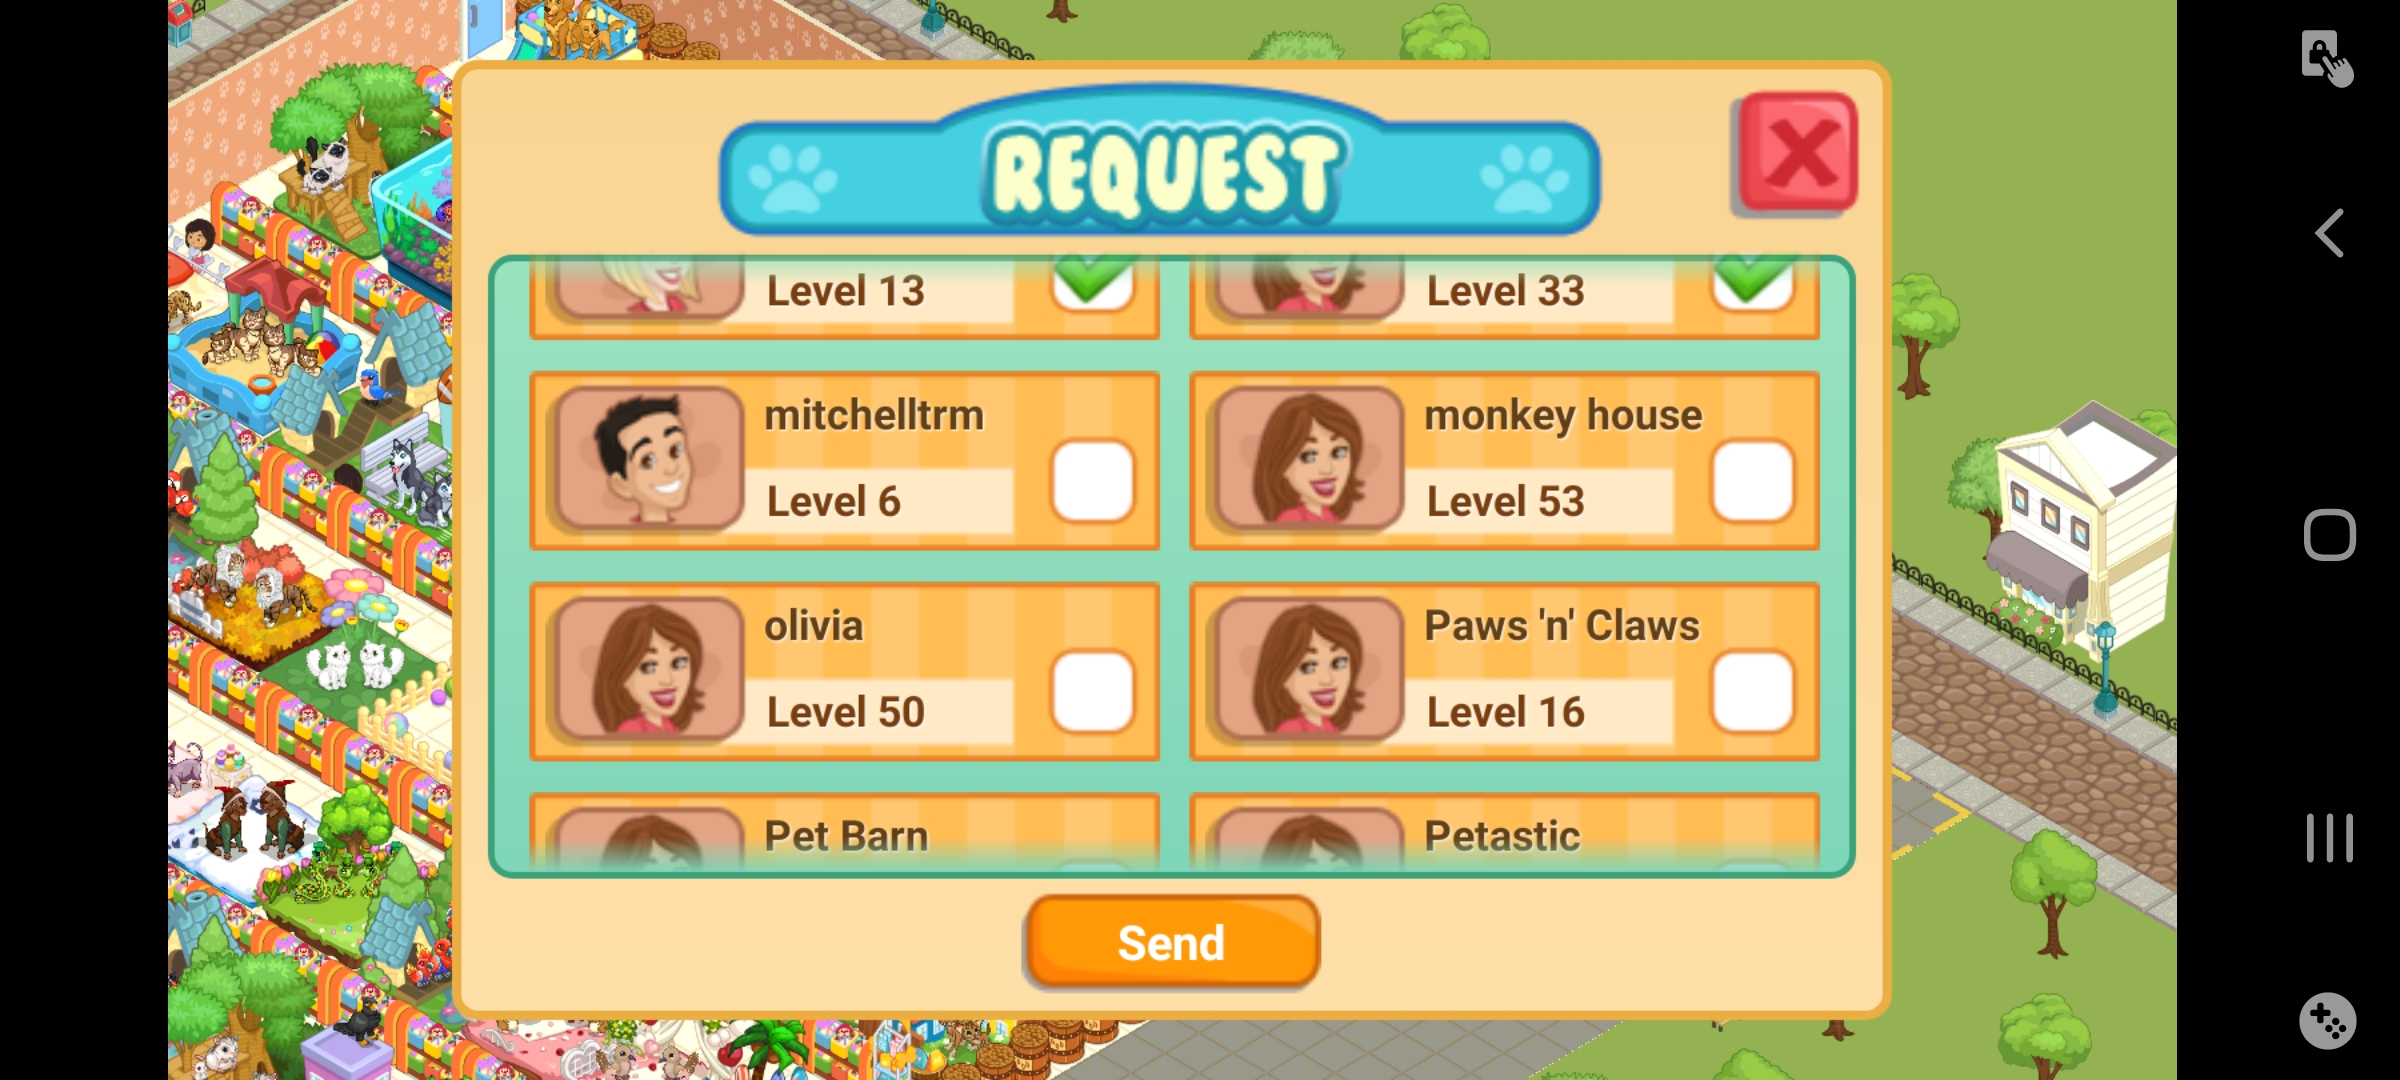 REQUEST
Level 13
Level 33
mitchelltrm
Level 6
monkey house
Level 53
olivia
Level 50
Paws 'n' Claws
Level 16
Pet Barn
Petastic
Send